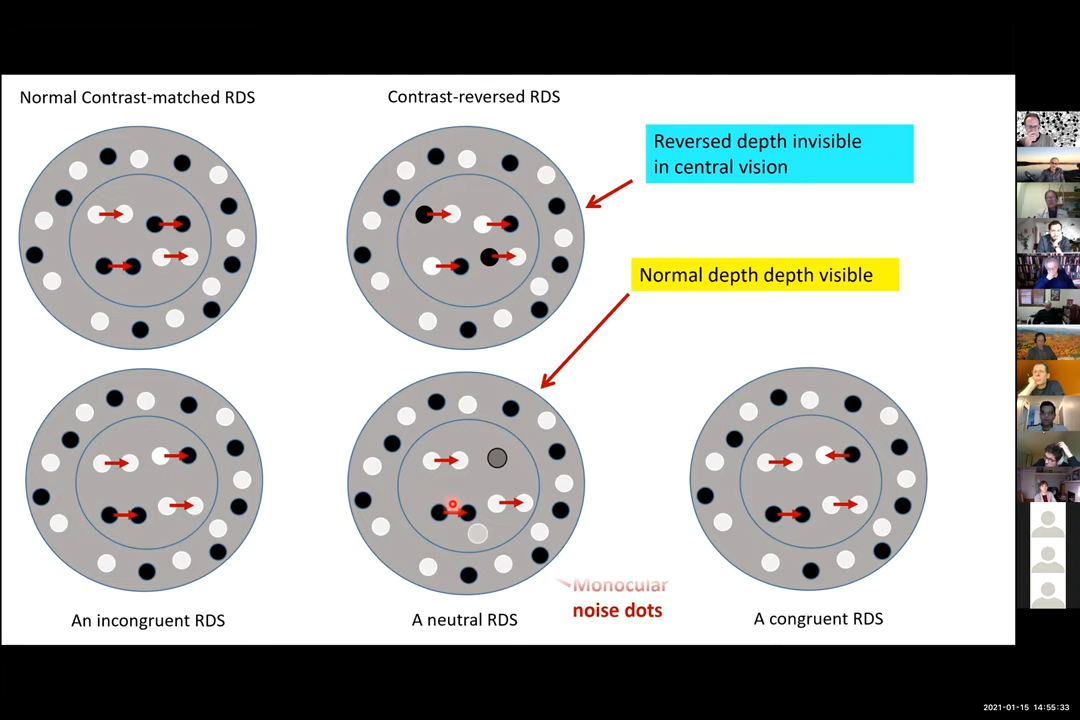 Normal Contrast-matched RDS
Contrast-reversed RDS
Reversed depth invisible
in central vision
Normal depth depth visible
Monocular
noise dots
An incongruent RDS
A neutral RDS
A congruent RDS
2021-01-15 14:55:33